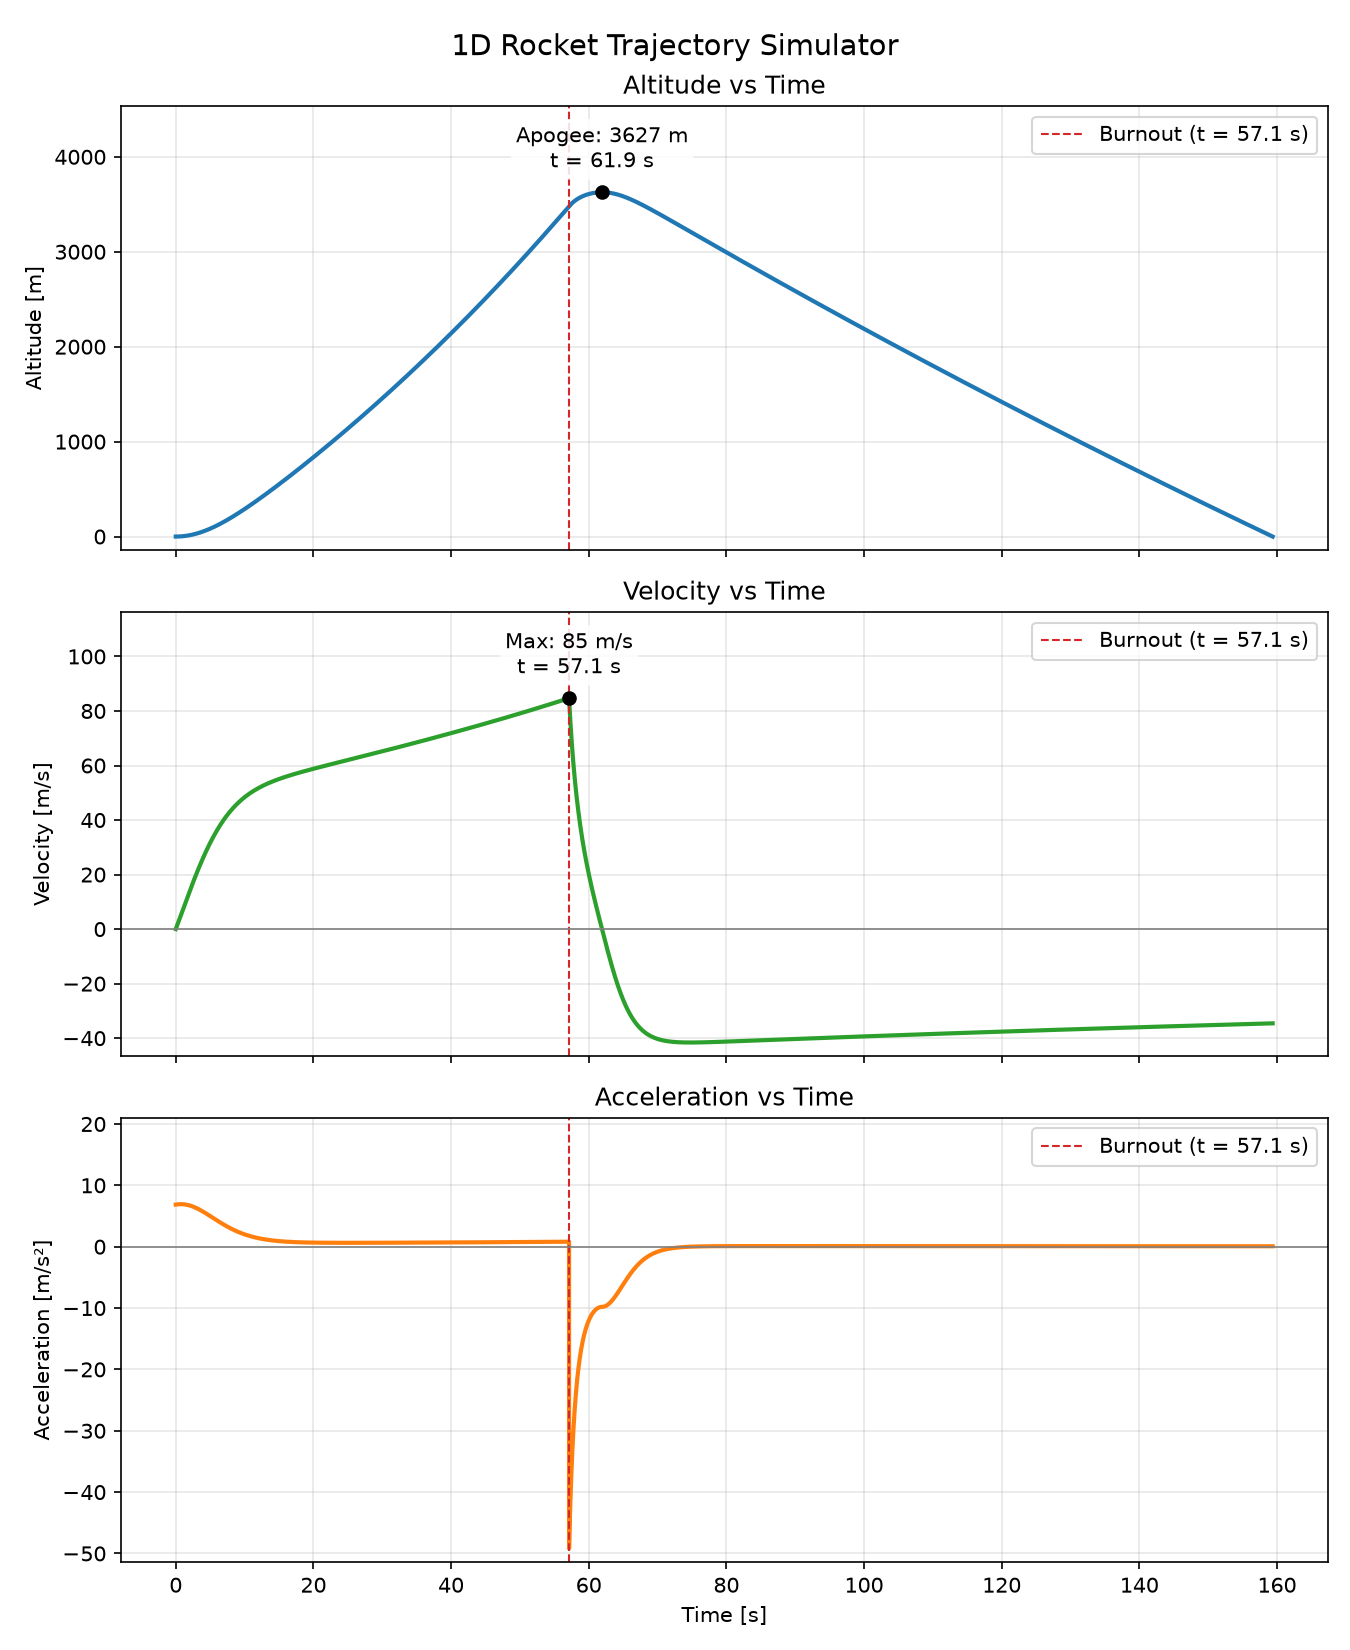 1D Rocket Trajectory Simulator
Altitude vs Time
Apogee: 3627 m
t = 61.9 s
Burnout (t = 57.1 s)
4000
3000
2000
1000
0
Altitude [m]
Velocity vs Time
Max: 85 m/s
t = 57.1 s
Burnout (t = 57.1 s)
100
80
60
40
20
0
−20
−40
Velocity [m/s]
Acceleration vs Time
Burnout (t = 57.1 s)
20
10
0
−10
−20
−30
−40
−50
Acceleration [m/s²]
0 20 40 60 80 100 120 140 160
Time [s]